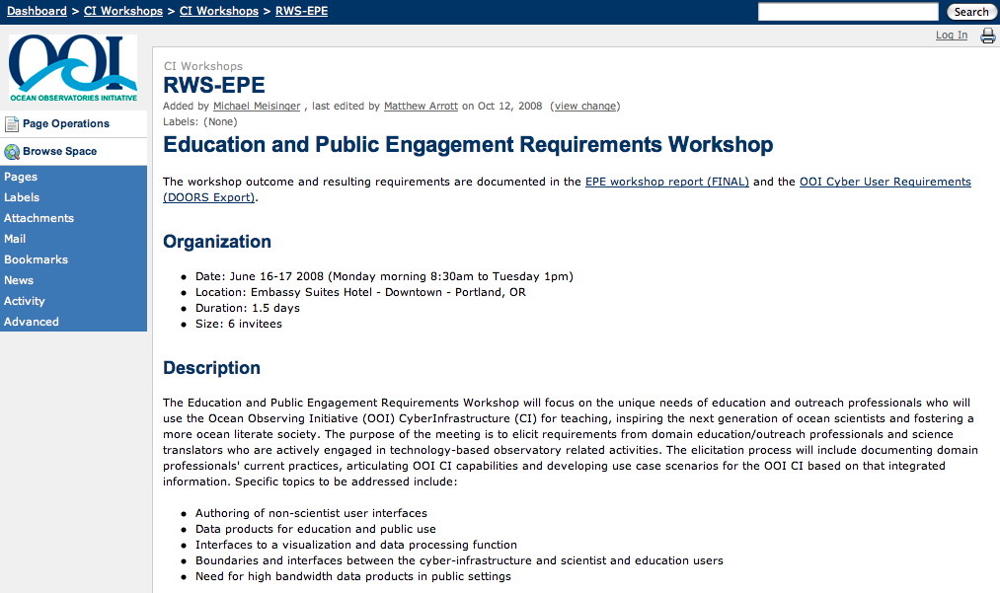 Dashboard > CI Workshops > CI Workshops > RWS-EPE
Search
Log In
OOI
OCEAN OBSERVATORIES INITIATIVE
Page Operations
Browse Space
Pages
Labels
Attachments
Mail
Bookmarks
News
Activity
Advanced
CI Workshops
RWS-EPE
Added by Michael Meisinger , last edited by Matthew Arrott on Oct 12, 2008 (view change)
Labels: (None)
Education and Public Engagement Requirements Workshop
The workshop outcome and resulting requirements are documented in the EPE workshop report (FINAL) and the OOI Cyber User Requirements
(DOORS Export).
Organization
• Date: June 16-17 2008 (Monday morning 8:30am to Tuesday 1pm)
• Location: Embassy Suites Hotel - Downtown - Portland, OR
• Duration: 1.5 days
• Size: 6 invitees
Description
The Education and Public Engagement Requirements Workshop will focus on the unique needs of education and outreach professionals who will
use the Ocean Observing Initiative (OOI) CyberInfrastructure (CI) for teaching, inspiring the next generation of ocean scientists and fostering a
more ocean literate society. The purpose of the meeting is to elicit requirements from domain education/outreach professionals and science
translators who are actively engaged in technology-based observatory related activities. The elicitation process will include documenting domain
professionals' current practices, articulating OOI CI capabilities and developing use case scenarios for the OOI CI based on that integrated
information. Specific topics to be addressed include:
• Authoring of non-scientist user interfaces
• Data products for education and public use
• Interfaces to a visualization and data processing function
• Boundaries and interfaces between the cyber-infrastructure and scientist and education users
• Need for high bandwidth data products in public settings